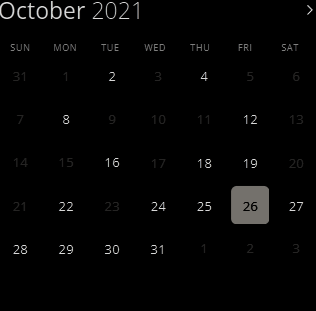 October 2021
SUN MON TUE WED THU FRI SAT
31 1 2 3 4 5 6
7 8 9 10 11 12 13
14 15 16 17 18 19 20
21 22 23 24 25 26 27
28 29 30 31 1 2 3